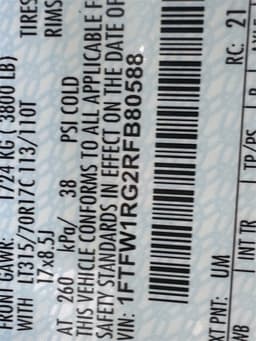 FRONT GAWR: 1724 KG ( 3800 LB) TIRES
WITH LT315/70R17C 113/110T RIMS
17x8.5J
AT 260 kPa/ 38 PSI COLD
THIS VEHICLE CONFORMS TO ALL APPLICABLE F
SAFETY STANDARDS IN EFFECT ON THE DATE OF
VIN: 1FTFW1RG2RFB80588
XT PNT: UM RC: 21
WB INT TR TP/PS R